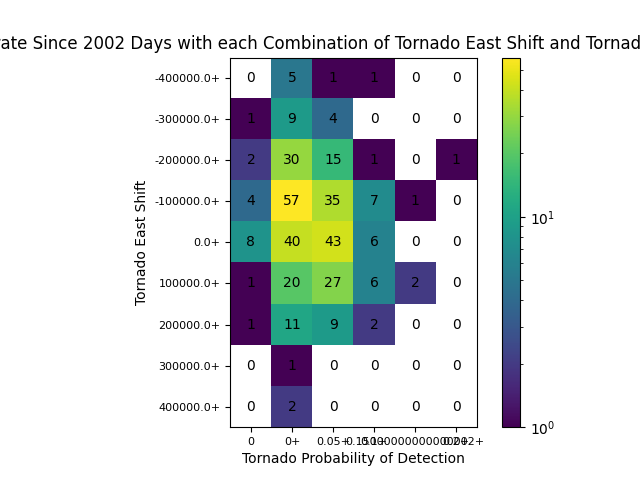 ate Since 2002 Days with each Combination of Tornado East Shift and Tornad
-400000.0+ 0 5 1 1 0 0
-300000.0+ 1 9 4 0 0 0
-200000.0+ 2 30 15 1 0 1
-100000.0+ 4 57 35 7 1 0
0.0+ 8 40 43 6 0 0
100000.0+ 1 20 27 6 2 0
200000.0+ 1 11 9 2 0 0
300000.0+ 0 1 0 0 0 0
400000.0+ 0 2 0 0 0 0
0 0+ 0.05+
Tornado Probability of Detection
Tornado East Shift
10¹
10⁰